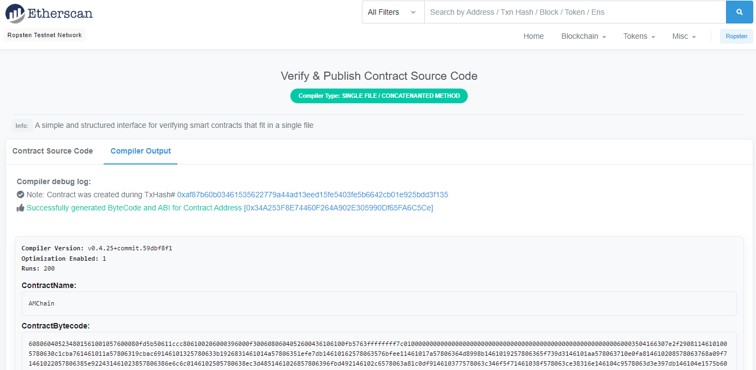 Etherscan
All Filters
Search by Address / Txn Hash / Block / Token / Ens
Ropsten Testnet Network
Home Blockchain Tokens Misc Ropsten
Verify & Publish Contract Source Code
Compiler Type: SINGLE FILE / CONCATENANTED METHOD
Info: A simple and structured interface for verifying smart contracts that fit in a single file
Contract Source Code Compiler Output
Compiler debug log:
Note: Contract was created during TxHash# 0xaf87b60b03461535622779a44ad13eed15fe5403fe5b6642cb01e925bdd3f135
Successfully generated ByteCode and ABI for Contract Address [0x34A253F8E74460F264A902E305990Df65FA6C5Ce]
Compiler Version: v0.4.25+commit.59dbf8f1
Optimization Enabled: 1
Runs: 200
ContractName:
AMChain
ContractBytecode: